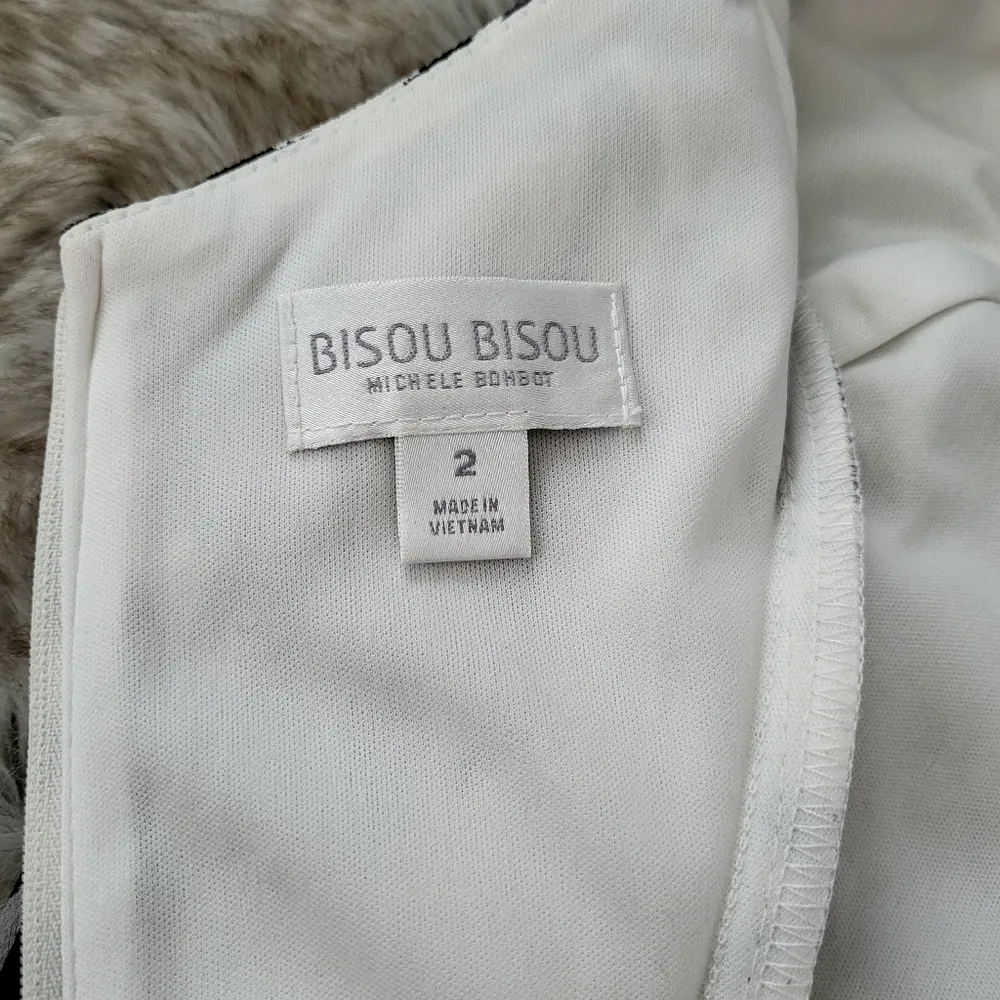 BISOU BISOU
MICHELE BOHBOT
2
MADE IN
VIETNAM